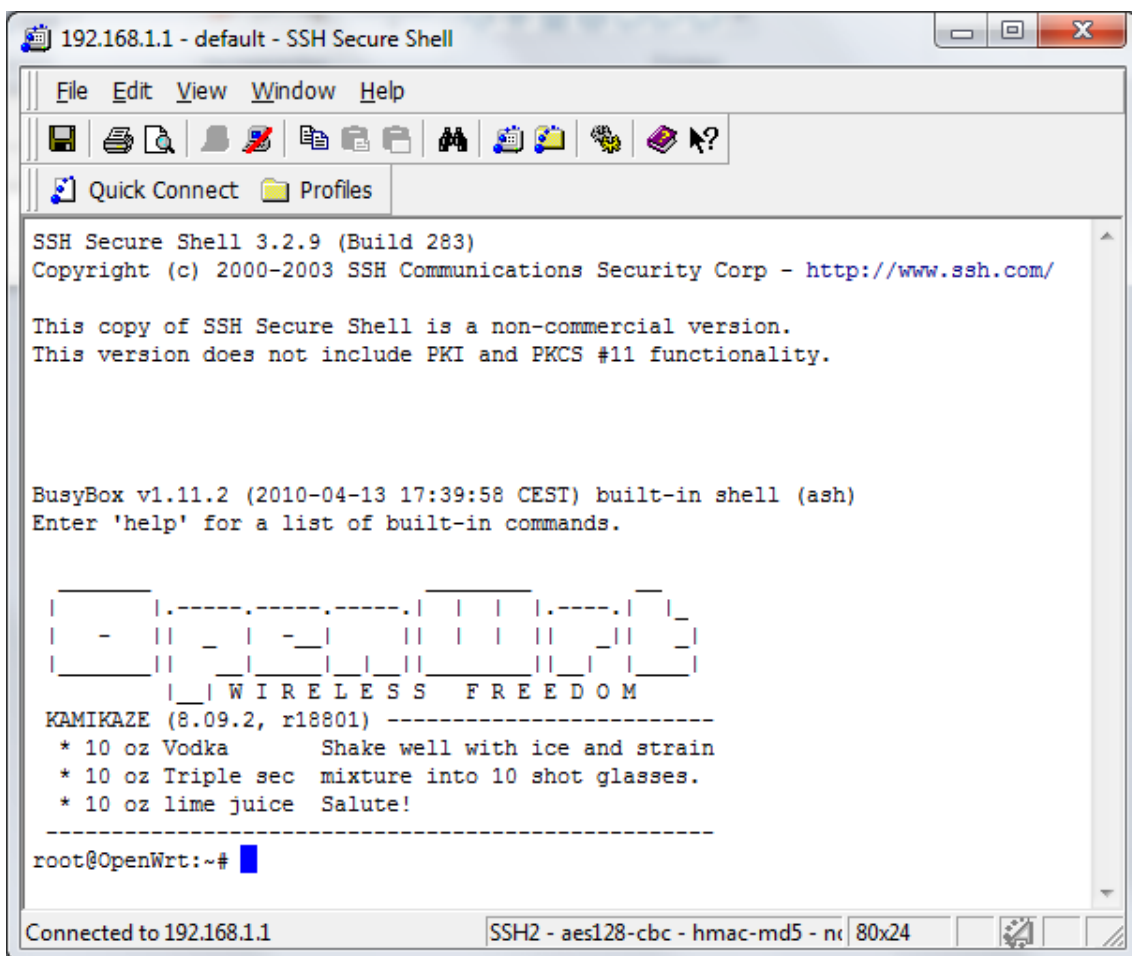 192.168.1.1 - default - SSH Secure Shell
File Edit View Window Help
Quick Connect Profiles
SSH Secure Shell 3.2.9 (Build 283)
Copyright (c) 2000-2003 SSH Communications Security Corp - http://www.ssh.com/
This copy of SSH Secure Shell is a non-commercial version.
This version does not include PKI and PKCS #11 functionality.
BusyBox v1.11.2 (2010-04-13 17:39:58 CEST) built-in shell (ash)
Enter 'help' for a list of built-in commands.
OpenWrt
W I R E L E S S   F R E E D O M
KAMIKAZE (8.09.2, r18801) -------------------------
* 10 oz Vodka       Shake well with ice and strain
* 10 oz Triple sec  mixture into 10 shot glasses.
* 10 oz lime juice  Salute!
---------------------------------------------------
root@OpenWrt:~#
Connected to 192.168.1.1 SSH2 - aes128-cbc - hmac-md5 - 80x24